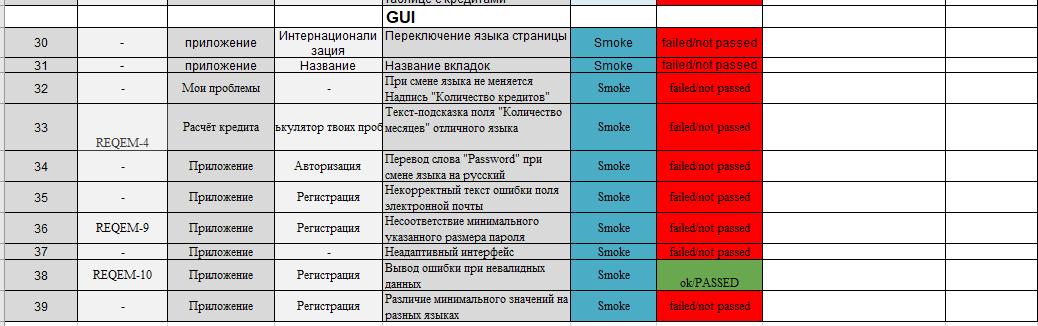 таблице с кредитами
GUI
30 - приложение Интернационали зация Переключение языка страницы Smoke failed/not passed
31 - приложение Название Название вкладок Smoke failed/not passed
32 - Мои проблемы - При смене языка не меняется Надпись "Количество кредитов" Smoke failed/not passed
33 REQEM-4 Расчёт кредита ькулятор твоих проб Текст-подсказка поля "Количество месяцев" отличного языка Smoke failed/not passed
34 - Приложение Авторизация Перевод слова "Password" при смене языка на русский Smoke failed/not passed
35 - Приложение Регистрация Некорректный текст ошибки поля электронной почты Smoke failed/not passed
36 REQEM-9 Приложение Регистрация Несоответствие минимального указанного размера пароля Smoke failed/not passed
37 - Приложение - Неадаптивный интерфейс Smoke failed/not passed
38 REQEM-10 Приложение Регистрация Вывод ошибки при невалидных данных Smoke ok/PASSED
39 - Приложение Регистрация Различие минимального значений на разных языках Smoke failed/not passed